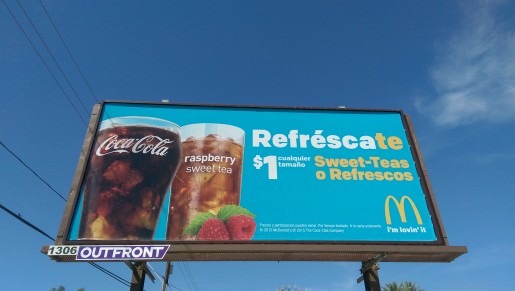 Coca-Cola
raspberry
sweet tea
Refréscate
$1 cualquier
tamaño
Sweet-Teas
o Refrescos
i'm lovin' it
1306 OUTFRONT